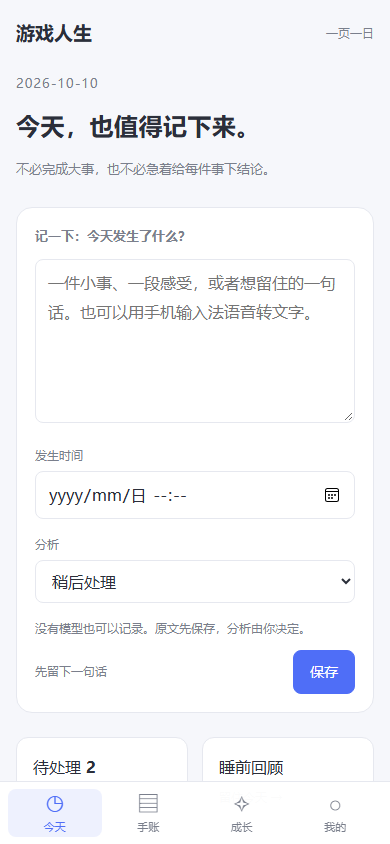 游戏人生
一页一日
2026-10-10
今天，也值得记下来。
不必完成大事，也不必急着给每件事下结论。
记一下：今天发生了什么？
一件小事、一段感受，或者想留住的一句
话。也可以用手机输入法语音转文字。
发生时间
yyyy/mm/日 --:--
分析
稍后处理
没有模型也可以记录。原文先保存，分析由你决定。
先留下一句话
保存
待处理 2
睡前回顾
今天
手账
成长
我的